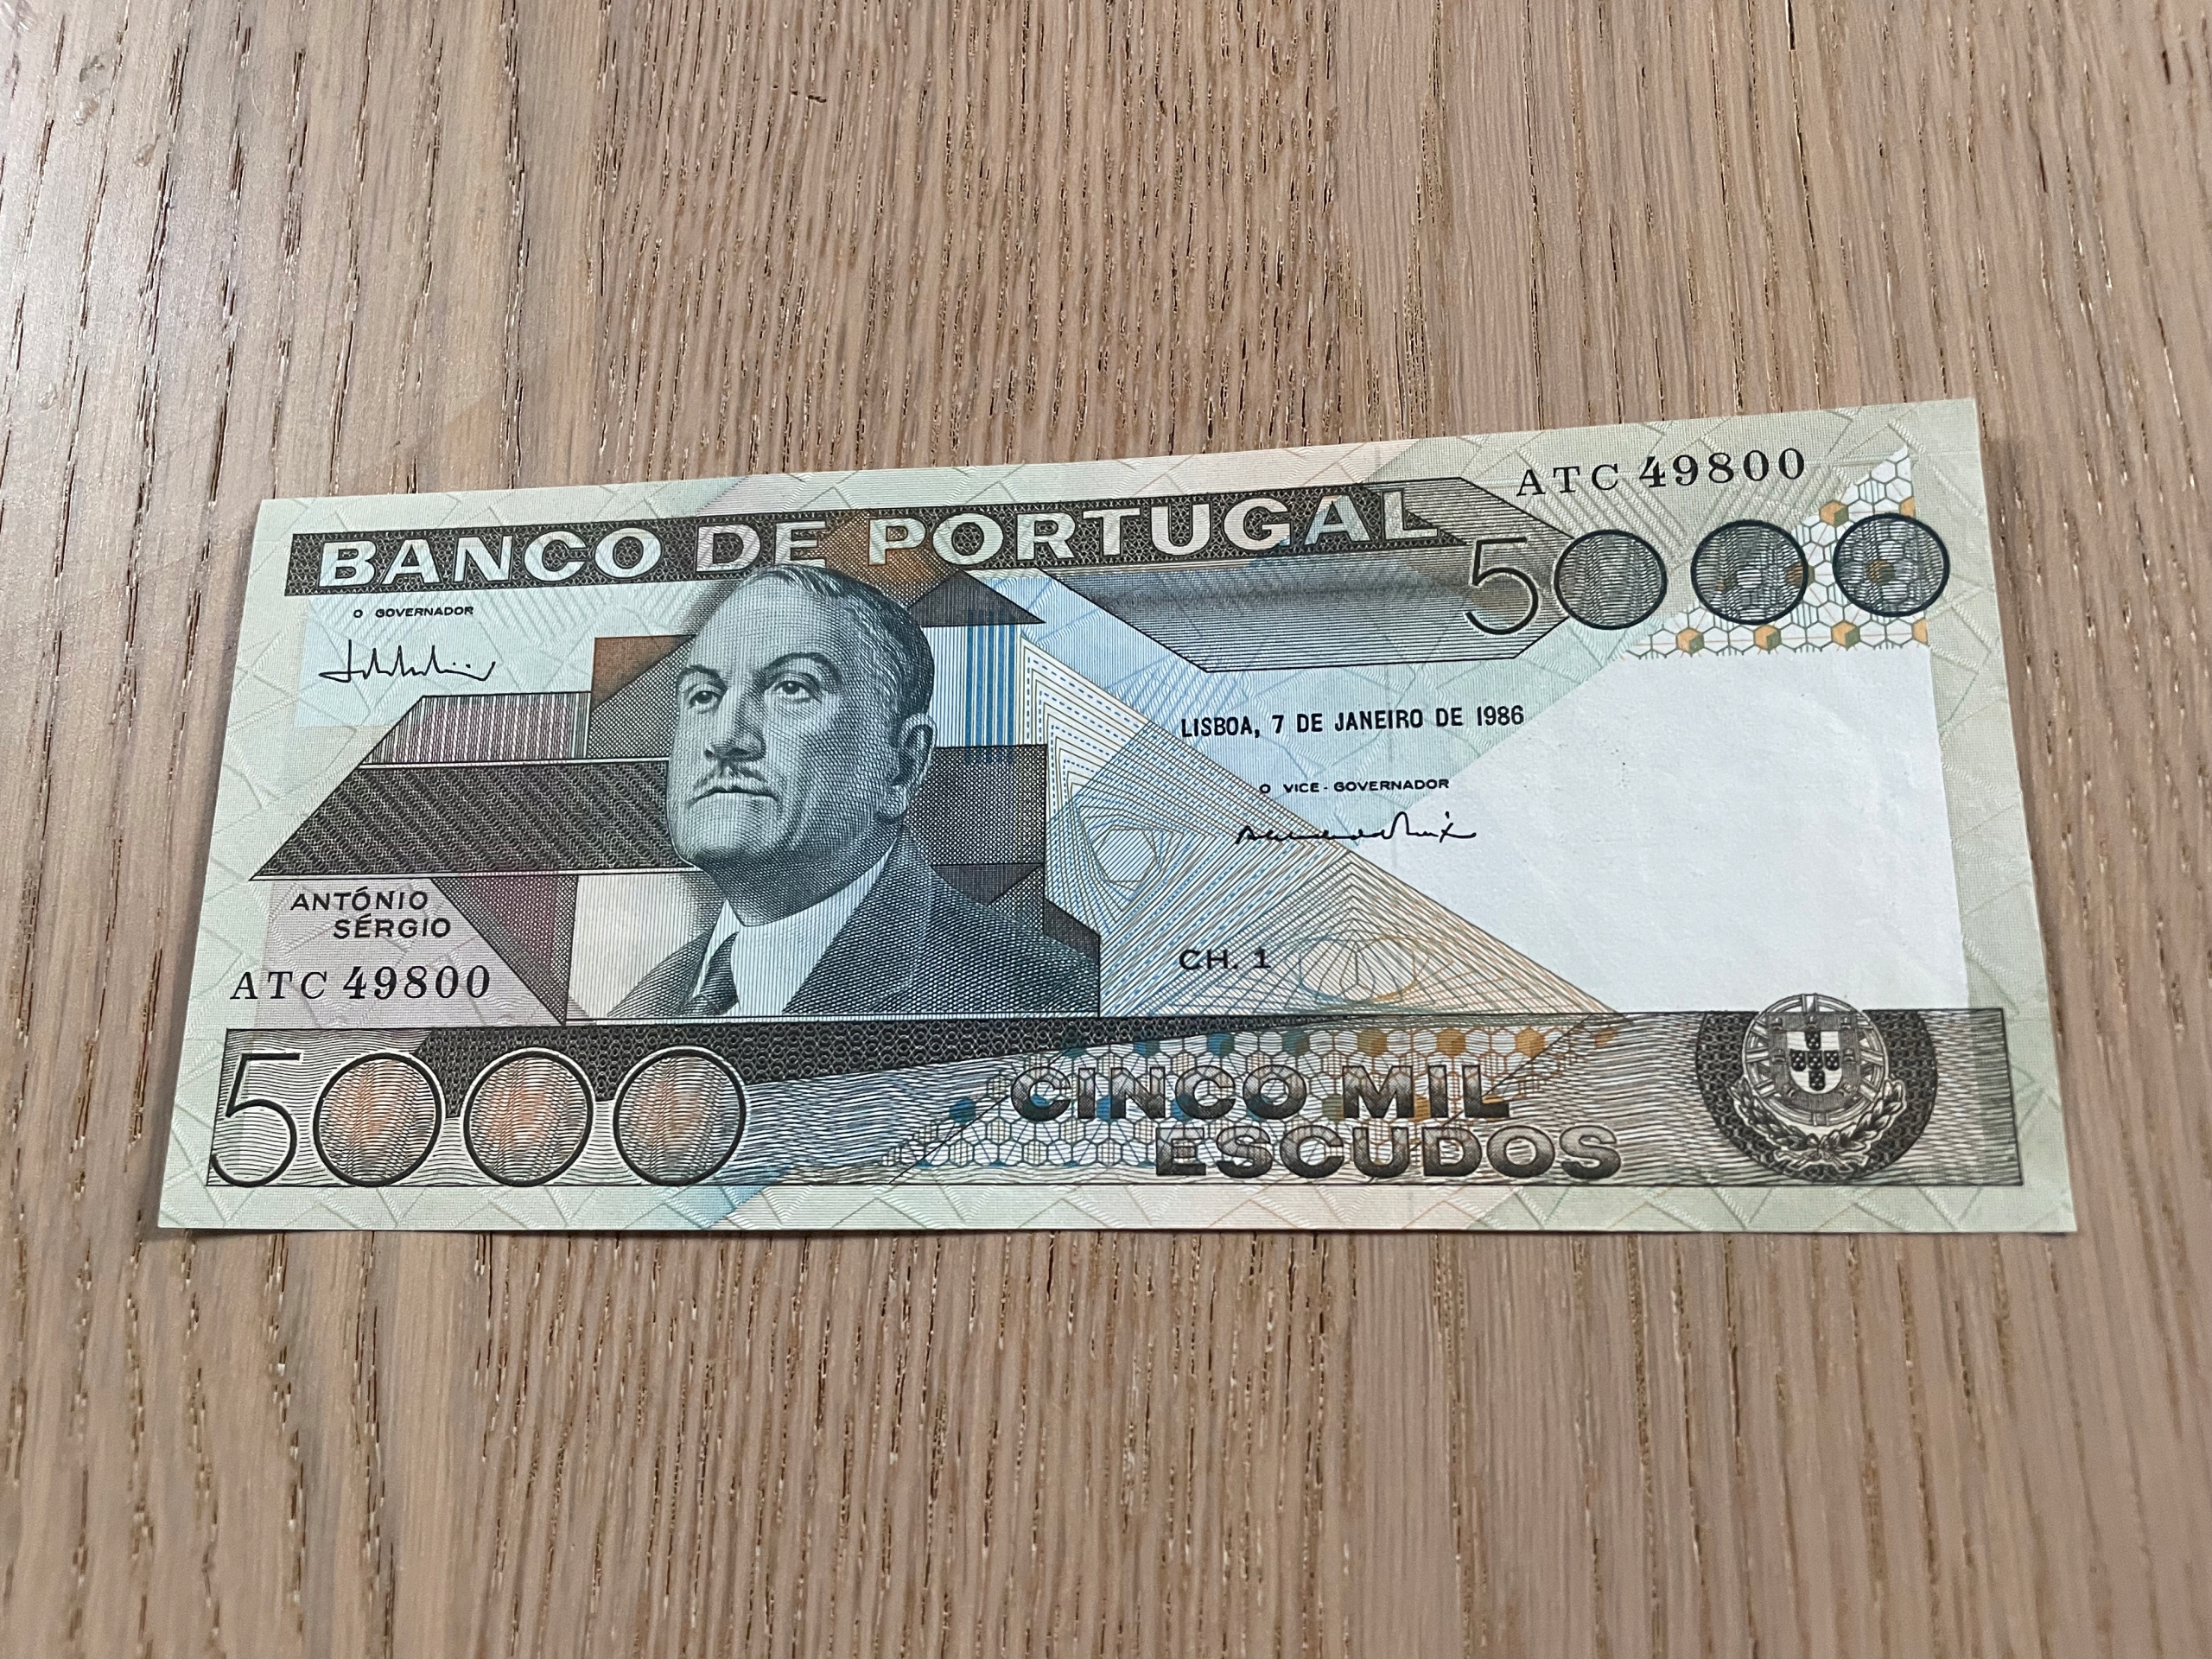 BANCO DE PORTUGAL
ATC 49800
5000
O GOVERNADOR
LISBOA, 7 DE JANEIRO DE 1986
O VICE-GOVERNADOR
ANTÓNIO
SÉRGIO
CH. 1
ATC 49800
5000
CINCO MIL
ESCUDOS